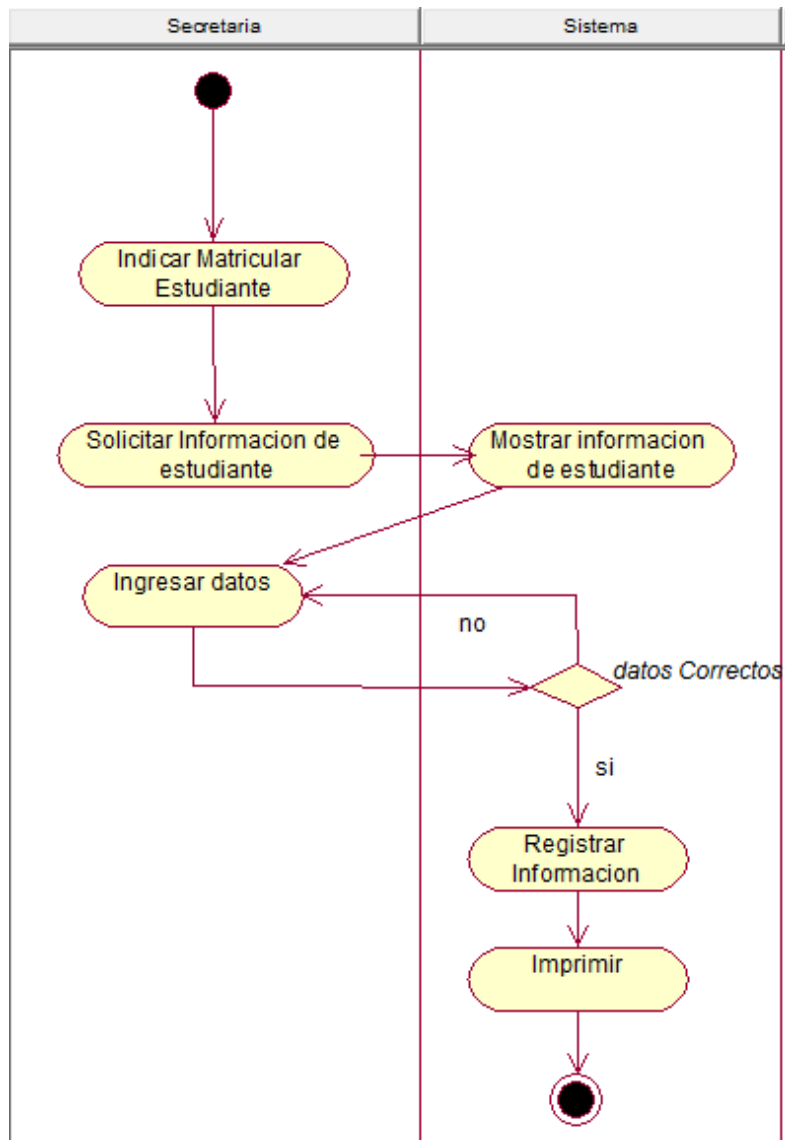 Secretaria
Sistema
Indicar Matricular
Estudiante
Solicitar Informacion de
estudiante
Mostrar informacion
de estudiante
Ingresar datos
no
datos Correctos
si
Registrar
Informacion
Imprimir